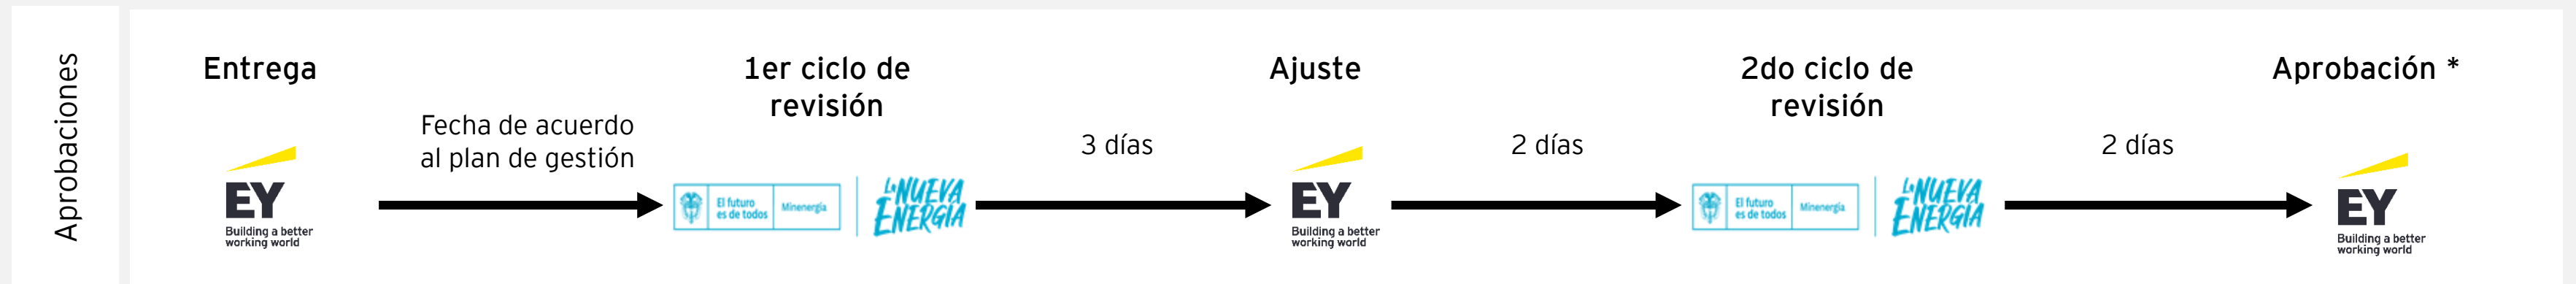 Aprobaciones
Entrega
Fecha de acuerdo
al plan de gestión
1er ciclo de
revisión
3 días
Ajuste
2 días
2do ciclo de
revisión
2 días
Aprobación *
EY
Building a better
working world
El futuro
es de todos
Minenergía
LA NUEVA
ENERGÍA
EY
Building a better
working world
El futuro
es de todos
Minenergía
LA NUEVA
ENERGÍA
EY
Building a better
working world